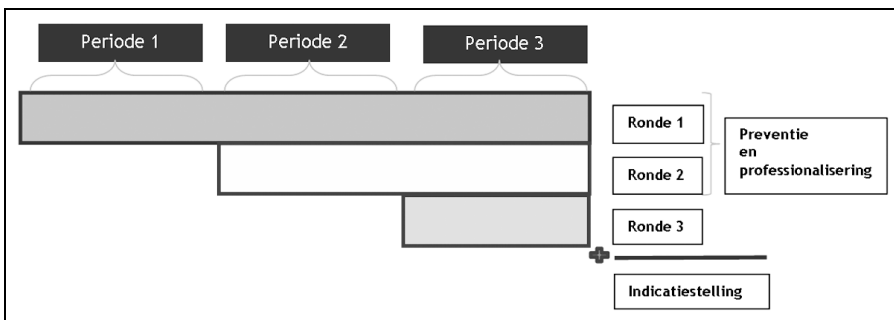 Periode 1
Periode 2
Periode 3
Ronde 1
Ronde 2
Ronde 3
Preventie
en
professionalisering
Indicatiestelling